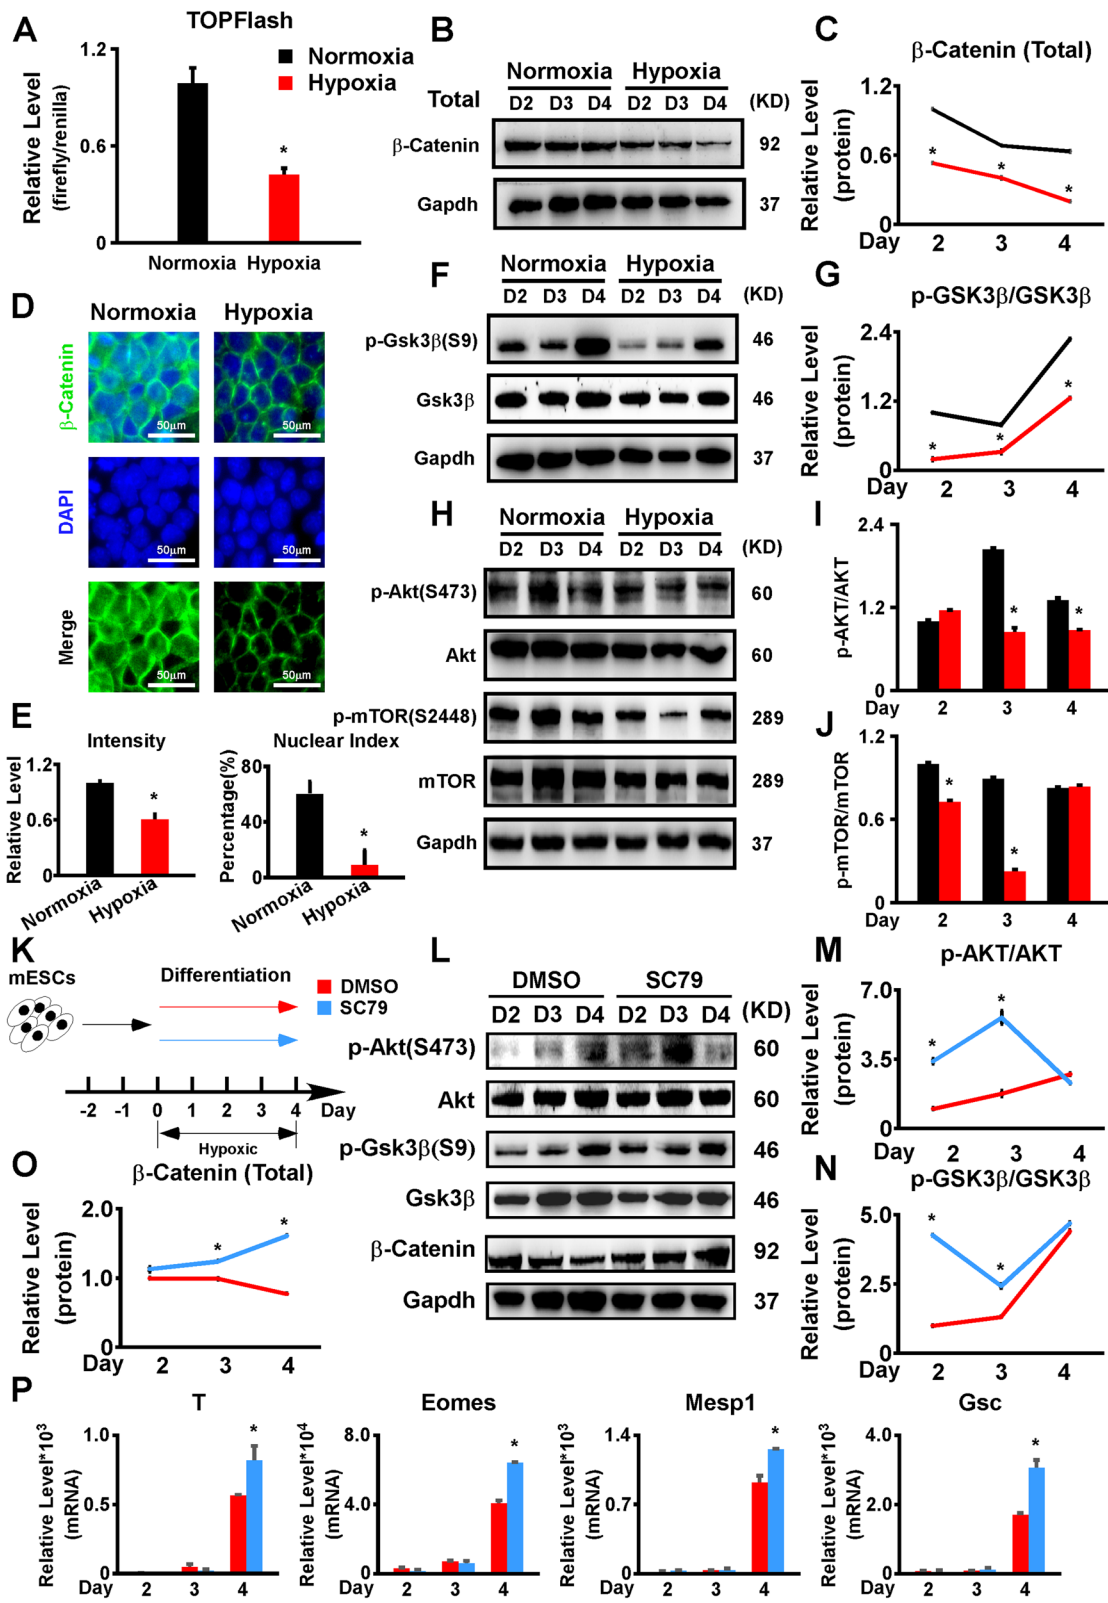 A
TOPFlash
Relative Level
(firefly/renilla)
1.2
0.6
0
Normoxia
Hypoxia
*
Normoxia Hypoxia
B
Normoxia Hypoxia
Total D2 D3 D4 D2 D3 D4 (KD)
β-Catenin 92
Gapdh 37
C
β-Catenin (Total)
Relative Level
(protein)
1.2
0.6
0
* * *
Day 2 3 4
D
Normoxia Hypoxia
β-Catenin
50μm 50μm
DAPI
50μm 50μm
Merge
50μm 50μm
E
Intensity
Relative Level
1.2
0.6
0
*
Normoxia Hypoxia
Nuclear Index
Percentage(%)
80
40
0
*
Normoxia Hypoxia
F
Normoxia Hypoxia
D2 D3 D4 D2 D3 D4 (KD)
p-Gsk3β(S9) 46
Gsk3β 46
Gapdh 37
G
p-GSK3β/GSK3β
Relative Level
(protein)
2.4
1.2
0
* * *
Day 2 3 4
H
Normoxia Hypoxia
D2 D3 D4 D2 D3 D4 (KD)
p-Akt(S473) 60
Akt 60
p-mTOR(S2448) 289
mTOR 289
Gapdh 37
I
p-AKT/AKT
2.4
1.2
0
* *
Day 2 3 4
J
p-mTOR/mTOR
1.2
0.6
0
* *
Day 2 3 4
K
mESCs
Differentiation
DMSO
SC79
-2 -1 0 1 2 3 4 Day
Hypoxic
L
DMSO SC79
D2 D3 D4 D2 D3 D4 (KD)
p-Akt(S473) 60
Akt 60
p-Gsk3β(S9) 46
Gsk3β 46
β-Catenin 92
Gapdh 37
M
p-AKT/AKT
Relative Level
(protein)
7.0
3.5
0
* *
Day 2 3 4
N
p-GSK3β/GSK3β
Relative Level
(protein)
5.0
2.5
0
* *
Day 2 3 4
O
β-Catenin (Total)
Relative Level
(protein)
2.0
1.0
0
* *
Day 2 3 4
P
T
Relative Level*10³
(mRNA)
1.0
0.5
0
*
Day 2 3 4
Eomes
Relative Level*10⁴
(mRNA)
8.0
4.0
0
*
Day 2 3 4
Mesp1
Relative Level*10³
(mRNA)
1.4
0.7
0
*
Day 2 3 4
Gsc
Relative Level*10³
(mRNA)
4.0
2.0
0
*
Day 2 3 4